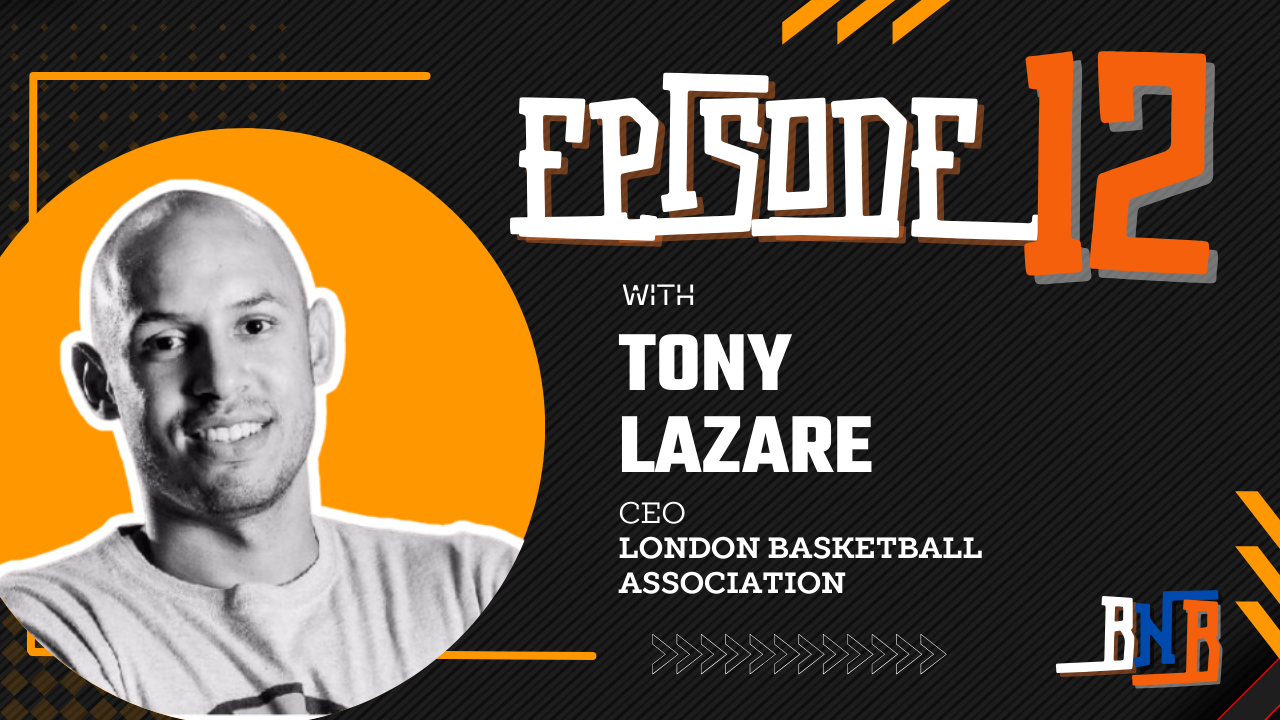 EPISODE 12
WITH
TONY
LAZARE
CEO
LONDON BASKETBALL
ASSOCIATION
BNB